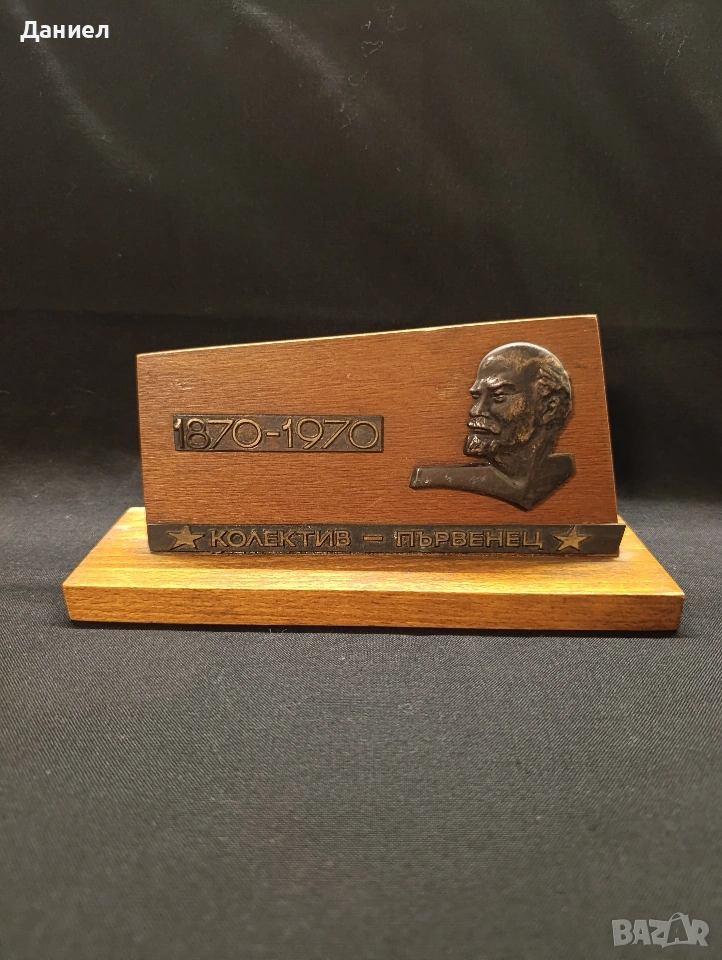 Даниел
1870-1970
КОЛЕКТИВ - ПЪРВЕНЕЦ
BAZAR